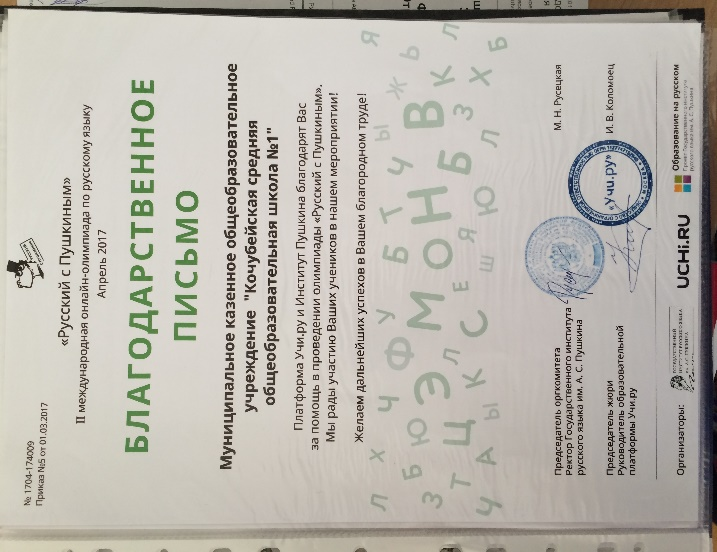 № 1704-174009
Приказ №5 от 01.03.2017
«Русский с Пушкиным»
II международная онлайн-олимпиада по русскому языку
Апрель 2017
БЛАГОДАРСТВЕННОЕ
ПИСЬМО
Муниципальное казенное общеобразовательное
учреждение "Кочубейская средняя
общеобразовательная школа №1"
Платформа Учи.ру и Институт Пушкина благодарят Вас
за помощь в проведении олимпиады «Русский с Пушкиным».
Мы рады участию Ваших учеников в нашем мероприятии!
Желаем дальнейших успехов в Вашем благородном труде!
Председатель оргкомитета
Ректор Государственного института
русского языка им. А. С. Пушкина
М. Н. Русецкая
Председатель жюри
Руководитель образовательной
платформы Учи.ру
И. В. Коломоец
«Учи.ру»
Организаторы:
ГОСУДАРСТВЕННЫЙ
UCHi.RU
Образование на русском